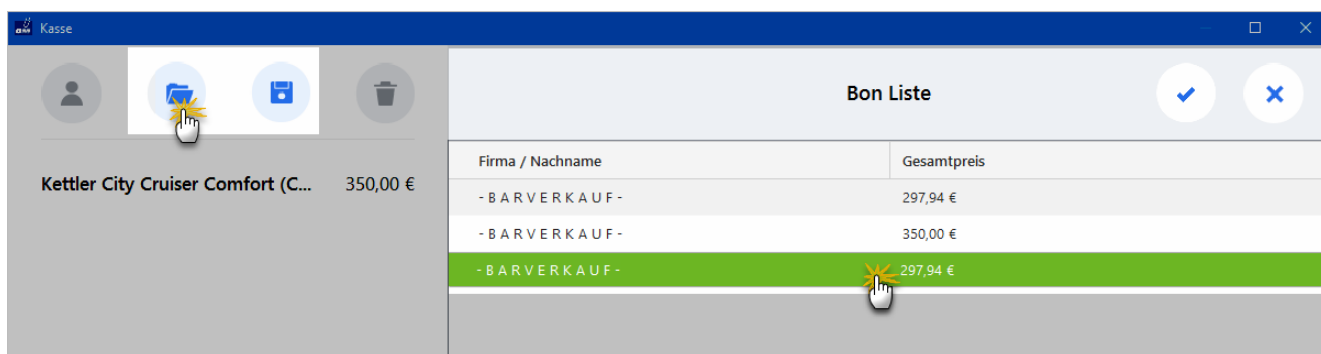 Kasse
Bon Liste
Firma / Nachname Gesamtpreis
Kettler City Cruiser Comfort (C... 350,00 €
- B A R V E R K A U F - 297,94 €
- B A R V E R K A U F - 350,00 €
- B A R V E R K A U F - 297,94 €